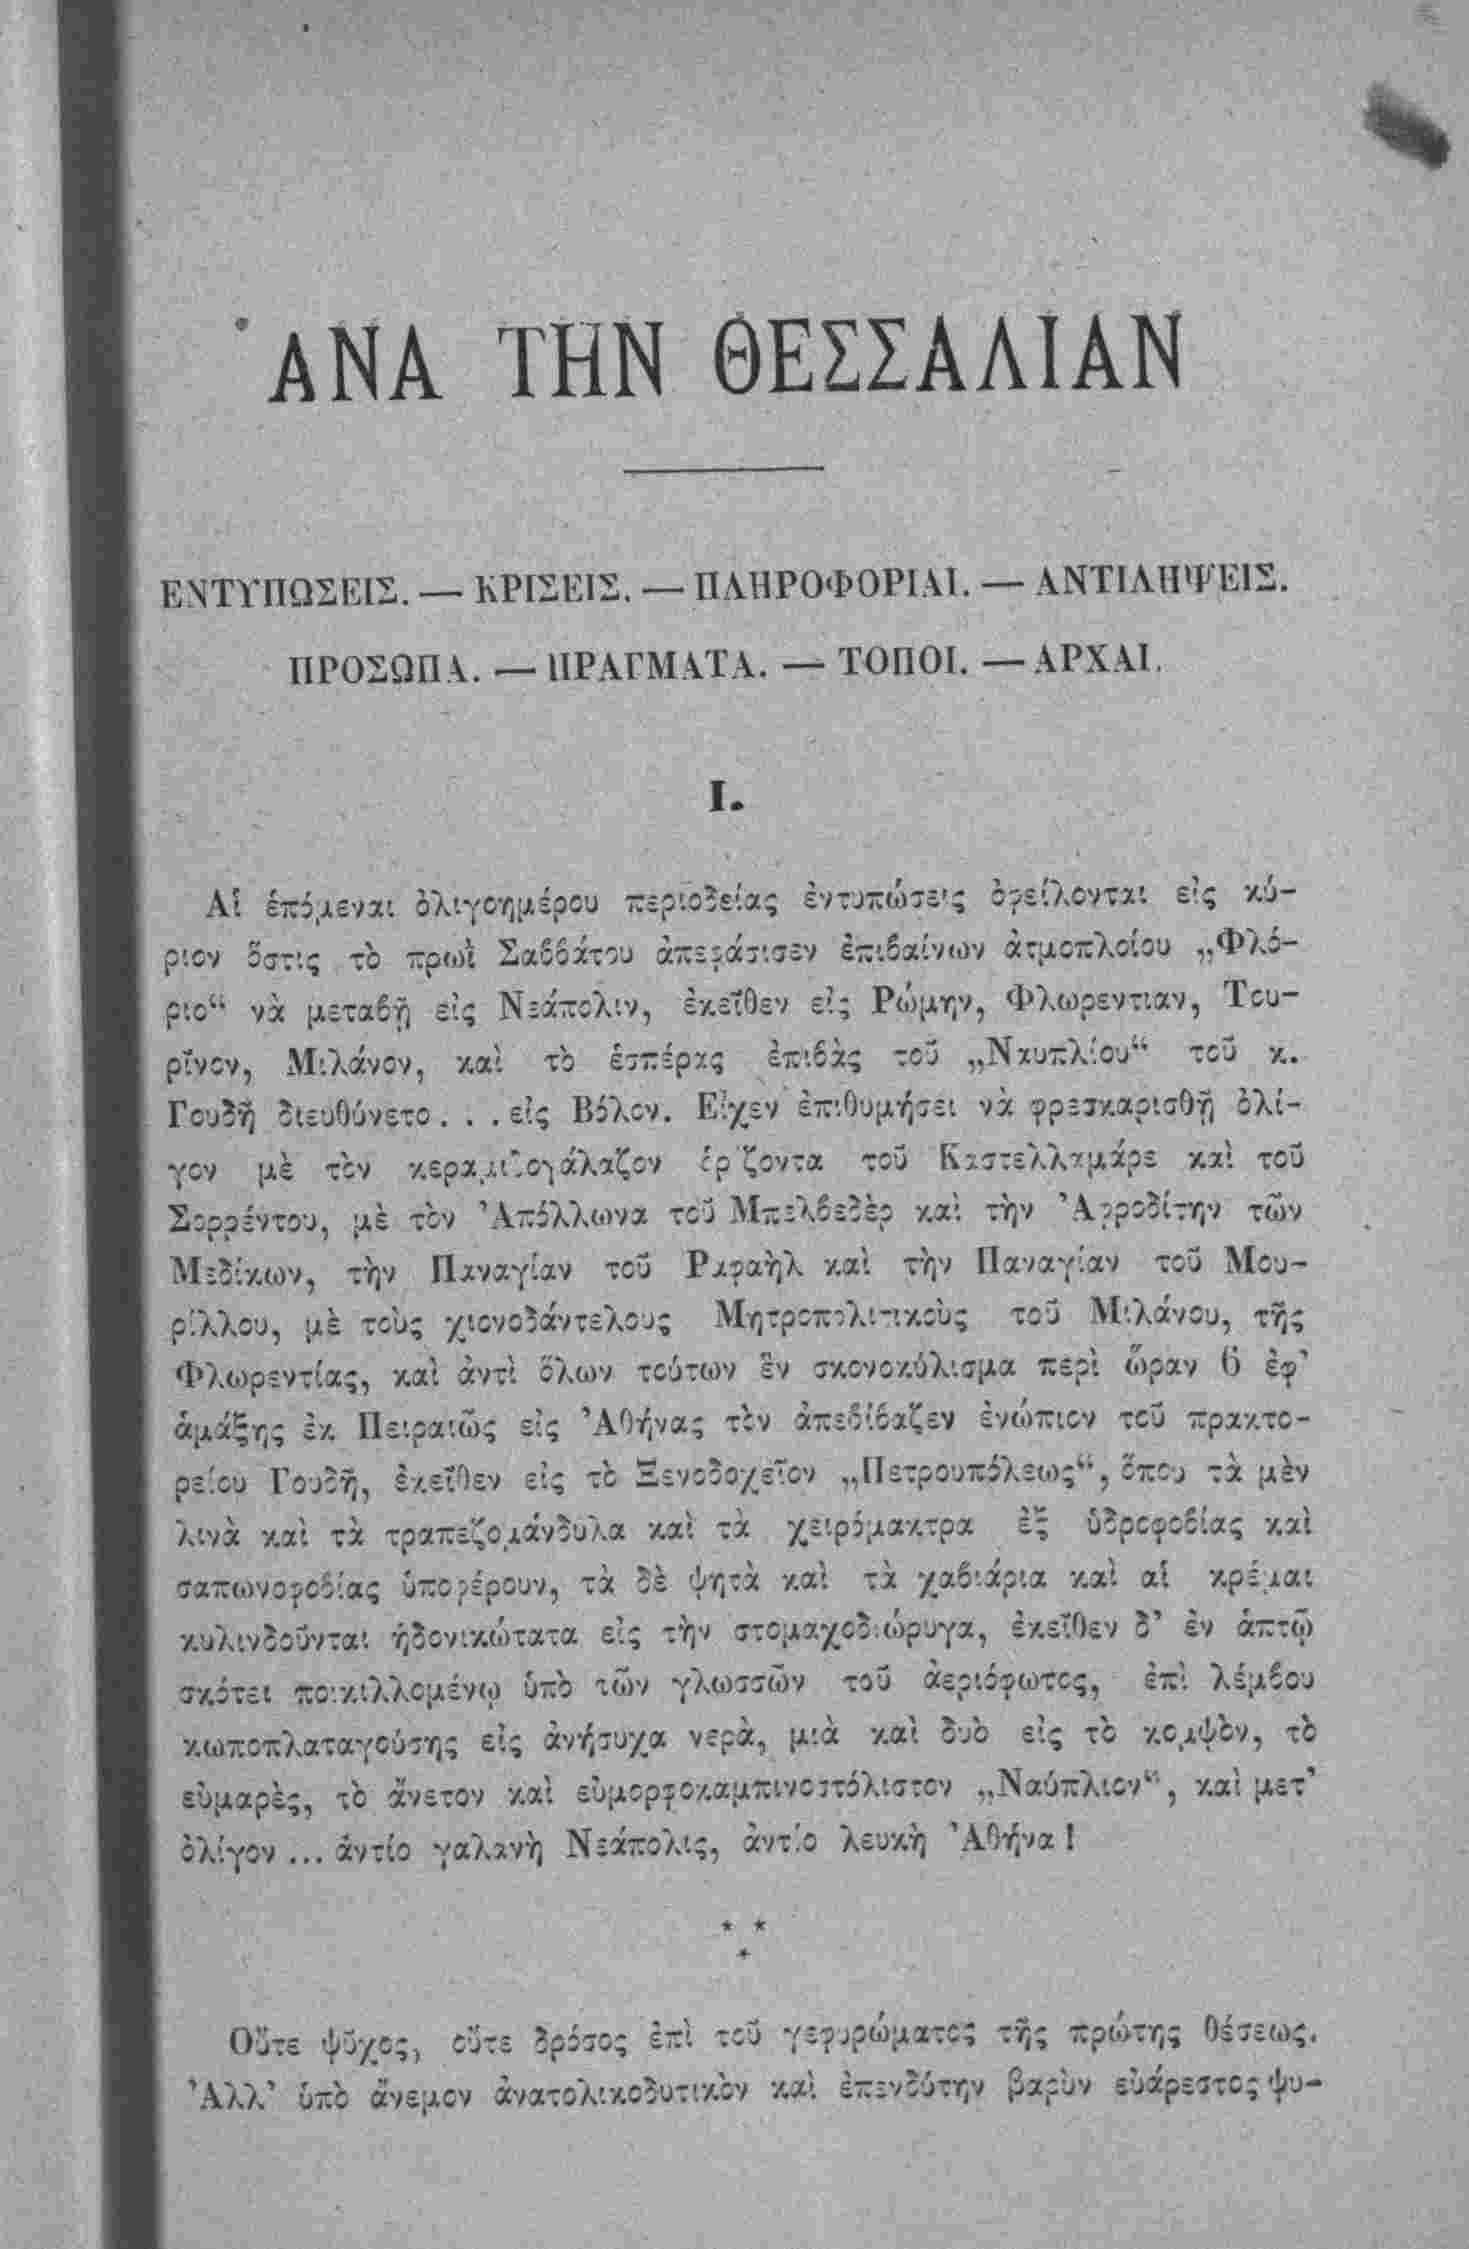 ΑΝΑ ΤΗΝ ΘΕΣΣΑΛΙΑΝ
ΕΝΤΥΠΩΣΕΙΣ. — ΚΡΙΣΕΙΣ. — ΠΛΗΡΟΦΟΡΙΑΙ. — ΑΝΤΙΛΗΨΕΙΣ.
ΠΡΟΣΩΠΑ. — ΠΡΑΓΜΑΤΑ. — ΤΟΠΟΙ. — ΑΡΧΑΙ.
Ι.
Αἱ ἑπόμεναι ὀλιγοημέρου περιοδείας ἐντυπώσεις ὀφείλονται εἰς κύ-
ριον ὅστις τὸ πρωῒ Σαββάτου ἀπεφάσισεν ἐπιβαίνων ἀτμοπλοίου „Φλό-
ριο“ νὰ μεταβῇ εἰς Νεάπολιν, ἐκεῖθεν εἰς Ρώμην, Φλωρεντιαν, Του-
ρῖνον, Μιλάνον, καὶ τὸ ἑσπέρας ἐπιβὰς τοῦ „Ναυπλίου“ τοῦ κ.
Γουδῆ διευθύνετο. . . εἰς Βόλον. Εἶχεν ἐπιθυμήσει νὰ φρεσκαρισθῇ ὀλί-
γον μὲ τὸν ὁρίζοντα τοῦ Καστελλαμάρε καὶ τοῦ
Σορρέντου, μὲ τὸν Ἀπόλλωνα τοῦ Μπελβεδὲρ καὶ τὴν Ἀφροδίτην τῶν
Μεδίκων, τὴν Παναγίαν τοῦ Ραφαὴλ καὶ τὴν Παναγίαν τοῦ Μου-
ρίλλου, μὲ τοὺς χιονοδάντελους Μητροπολιτικοὺς τοῦ Μιλάνου, τῆς
Φλωρεντίας, καὶ ἀντὶ ὅλων τούτων ἓν σκονοκύλισμα περὶ ὥραν 6 ἐφ’
ἁμάξης ἐκ Πειραιῶς εἰς Ἀθήνας τὸν ἀπεβίβαζεν ἐνώπιον τοῦ πρακτο-
ρείου Γουδῆ, ἐκεῖθεν εἰς τὸ Ξενοδοχεῖον „Πετρουπόλεως“, ὅπου τὰ μὲν
λινὰ καὶ τὰ τραπεζομάνδυλα καὶ τὰ χειρόμακτρα ἐξ ὑδροφοβίας καὶ
σαπωνοφοβίας ὑποφέρουν, τὰ δὲ ψητὰ καὶ τὰ χαβιάρια καὶ αἱ κρέμαι
κυλινδοῦνται ἡδονικώτατα εἰς τὴν στομαχοδιώρυγα, ἐκεῖθεν δ’ ἐν ἁπτῷ
σκότει ποικιλλομένῳ ὑπὸ τῶν γλωσσῶν τοῦ ἀεριόφωτος, ἐπὶ λέμβου
κωποπλαταγούσης εἰς ἀνήσυχα νερὰ, μιὰ καὶ δυὸ εἰς τὸ κομψὸν, τὸ
εὐμαρὲς, τὸ ἄνετον καὶ εὐμορφοκαμπινοστόλιστον „Ναύπλιον“, καὶ μετ’
ὀλίγον ... ἀντίο γαλανὴ Νεάπολις, ἀντίο λευκὴ Ἀθήνα !
* *
*
Οὔτε ψῦχος, οὔτε δρόσος ἐπὶ τοῦ γεφυρώματος τῆς πρώτης θέσεως.
Ἀλλ’ ὑπὸ ἄνεμον ἀνατολικοδυτικὸν καὶ ἐπενδύτην βαρὺν εὐάρεστος ψυ-